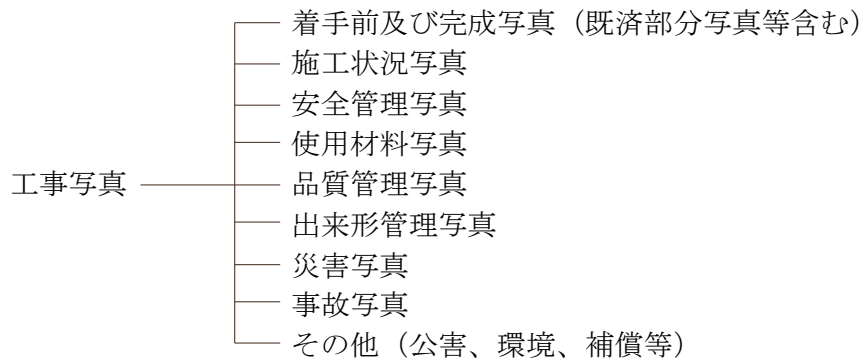 着手前及び完成写真（既済部分写真等含む）
施工状況写真
安全管理写真
使用材料写真
工事写真
品質管理写真
出来形管理写真
災害写真
事故写真
その他（公害、環境、補償等）